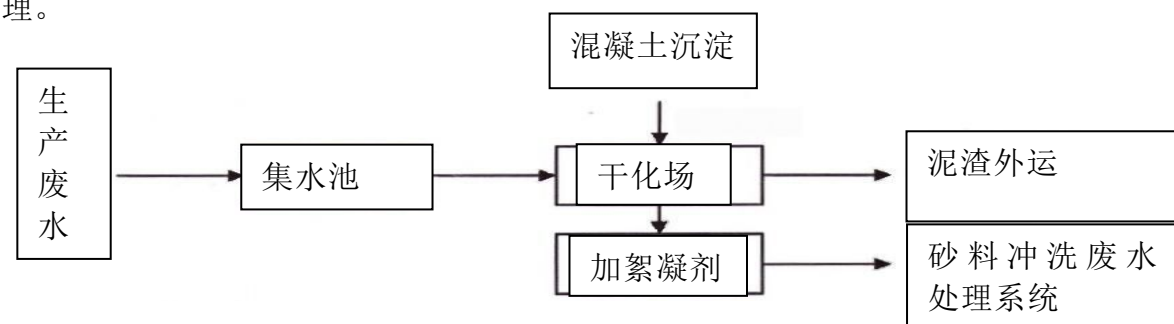 理。
混凝土沉淀
生
产
废
水
集水池
干化场
泥渣外运
加絮凝剂
砂料冲洗废水
处理系统